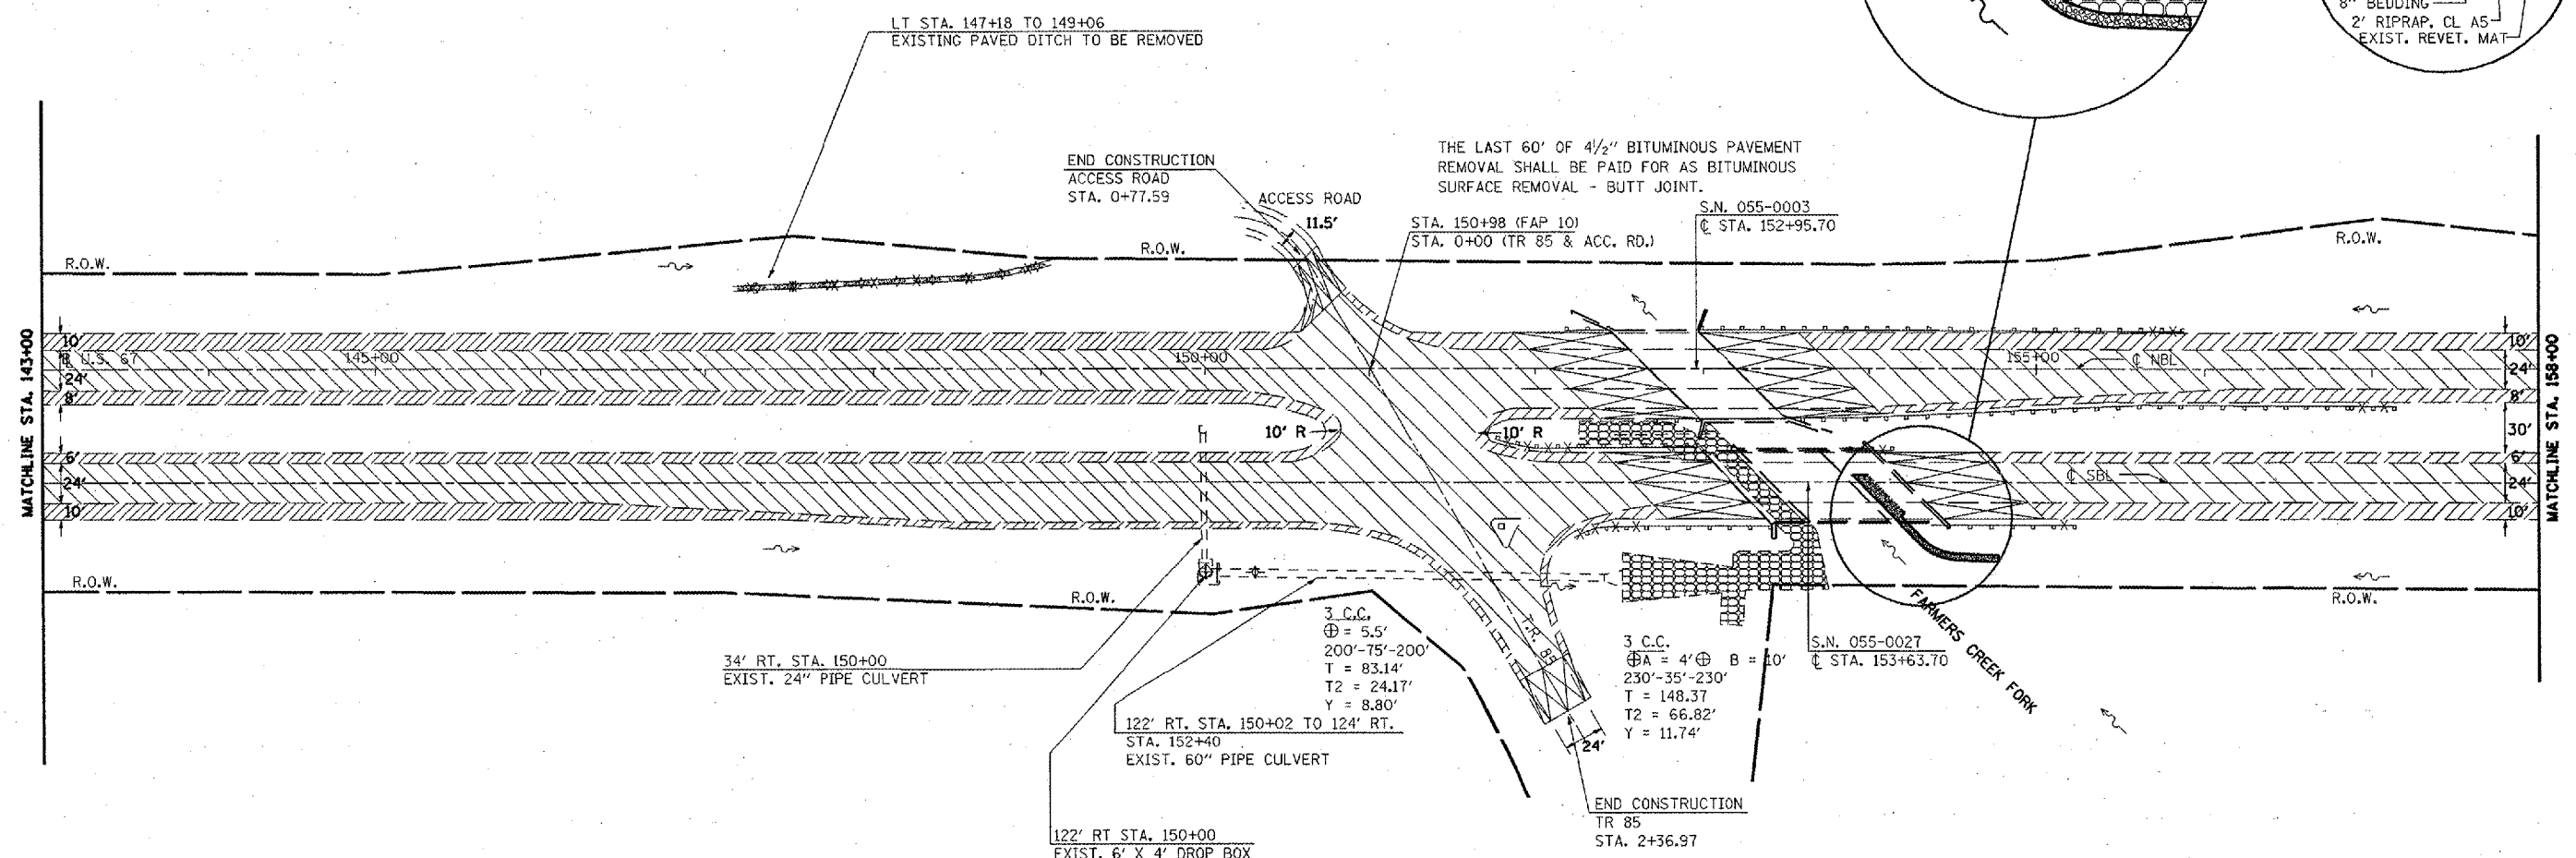 8" BEDDING
2' RIPRAP, CL A5
EXIST. REVET. MAT
LT STA. 147+18 TO 149+06
EXISTING PAVED DITCH TO BE REMOVED
END CONSTRUCTION
ACCESS ROAD
STA. 0+77.59
ACCESS ROAD
11.5'
THE LAST 60' OF 4 1/2" BITUMINOUS PAVEMENT
REMOVAL SHALL BE PAID FOR AS BITUMINOUS
SURFACE REMOVAL - BUTT JOINT.
STA. 150+98 (FAP 10)
STA. 0+00 (TR 85 & ACC. RD.)
S.N. 055-0003
℄ STA. 152+95.70
R.O.W.
R.O.W.
R.O.W.
MATCHLINE STA. 143+00
10'
℄ U.S. 67
24'
8'
6'
24'
10'
145+00
150+00
155+00
℄ NBL
10' R
10' R
℄ SBL
10'
24'
8'
30'
6'
24'
10'
MATCHLINE STA. 158+00
R.O.W.
R.O.W.
R.O.W.
34' RT. STA. 150+00
EXIST. 24" PIPE CULVERT
3 C.C.
⊕ = 5.5'
200'-75'-200'
T = 83.14'
T2 = 24.17'
Y = 8.80'
122' RT. STA. 150+02 TO 124' RT.
STA. 152+40
EXIST. 60" PIPE CULVERT
122' RT STA. 150+00
EXIST. 6' X 4' DROP BOX
T.R. 85
24'
3 C.C.
⊕A = 4'⊕ B = 10'
230'-35'-230'
T = 148.37
T2 = 66.82'
Y = 11.74'
S.N. 055-0027
℄ STA. 153+63.70
FARMERS CREEK FORK
END CONSTRUCTION
TR 85
STA. 2+36.97